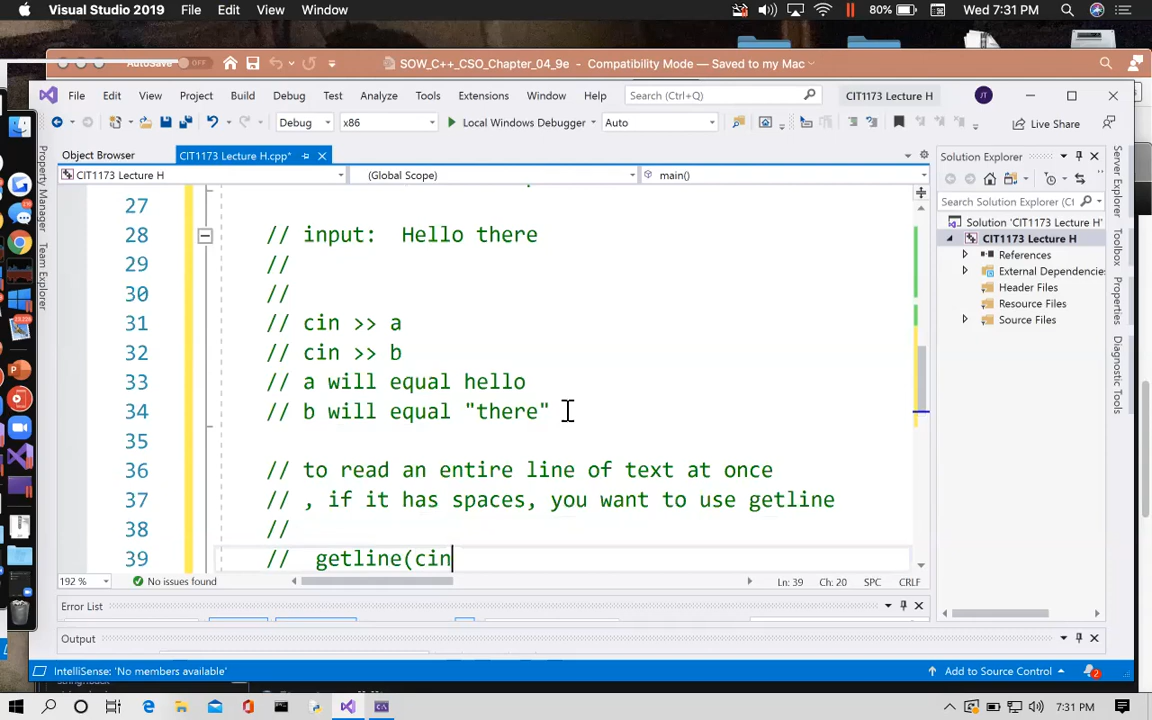 Visual Studio 2019 File Edit View Window 80% Wed 7:31 PM
AutoSave OFF SOW_C++_CSO_Chapter_04_9e - Compatibility Mode — Saved to my Mac
File Edit View Project Build Debug Test Analyze Tools Extensions Window Help Search (Ctrl+Q) CIT1173 Lecture H JT
Debug x86 Local Windows Debugger Auto Live Share
Object Browser CIT1173 Lecture H.cpp*
CIT1173 Lecture H (Global Scope) main()
27
28 // input:  Hello there
29 //
30 //
31 // cin >> a
32 // cin >> b
33 // a will equal hello
34 // b will equal "there"
35
36 // to read an entire line of text at once
37 // , if it has spaces, you want to use getline
38 //
39 //  getline(cin
192 % No issues found Ln: 39 Ch: 20 SPC CRLF
Error List
Output
IntelliSense: 'No members available' Add to Source Control 2
Property Manager
Team Explorer
Solution Explorer
Search Solution Explorer (Ct
Solution 'CIT1173 Lecture H'
CIT1173 Lecture H
References
External Dependencie
Header Files
Resource Files
Source Files
Server Explorer
Toolbox
Properties
Diagnostic Tools
7:31 PM